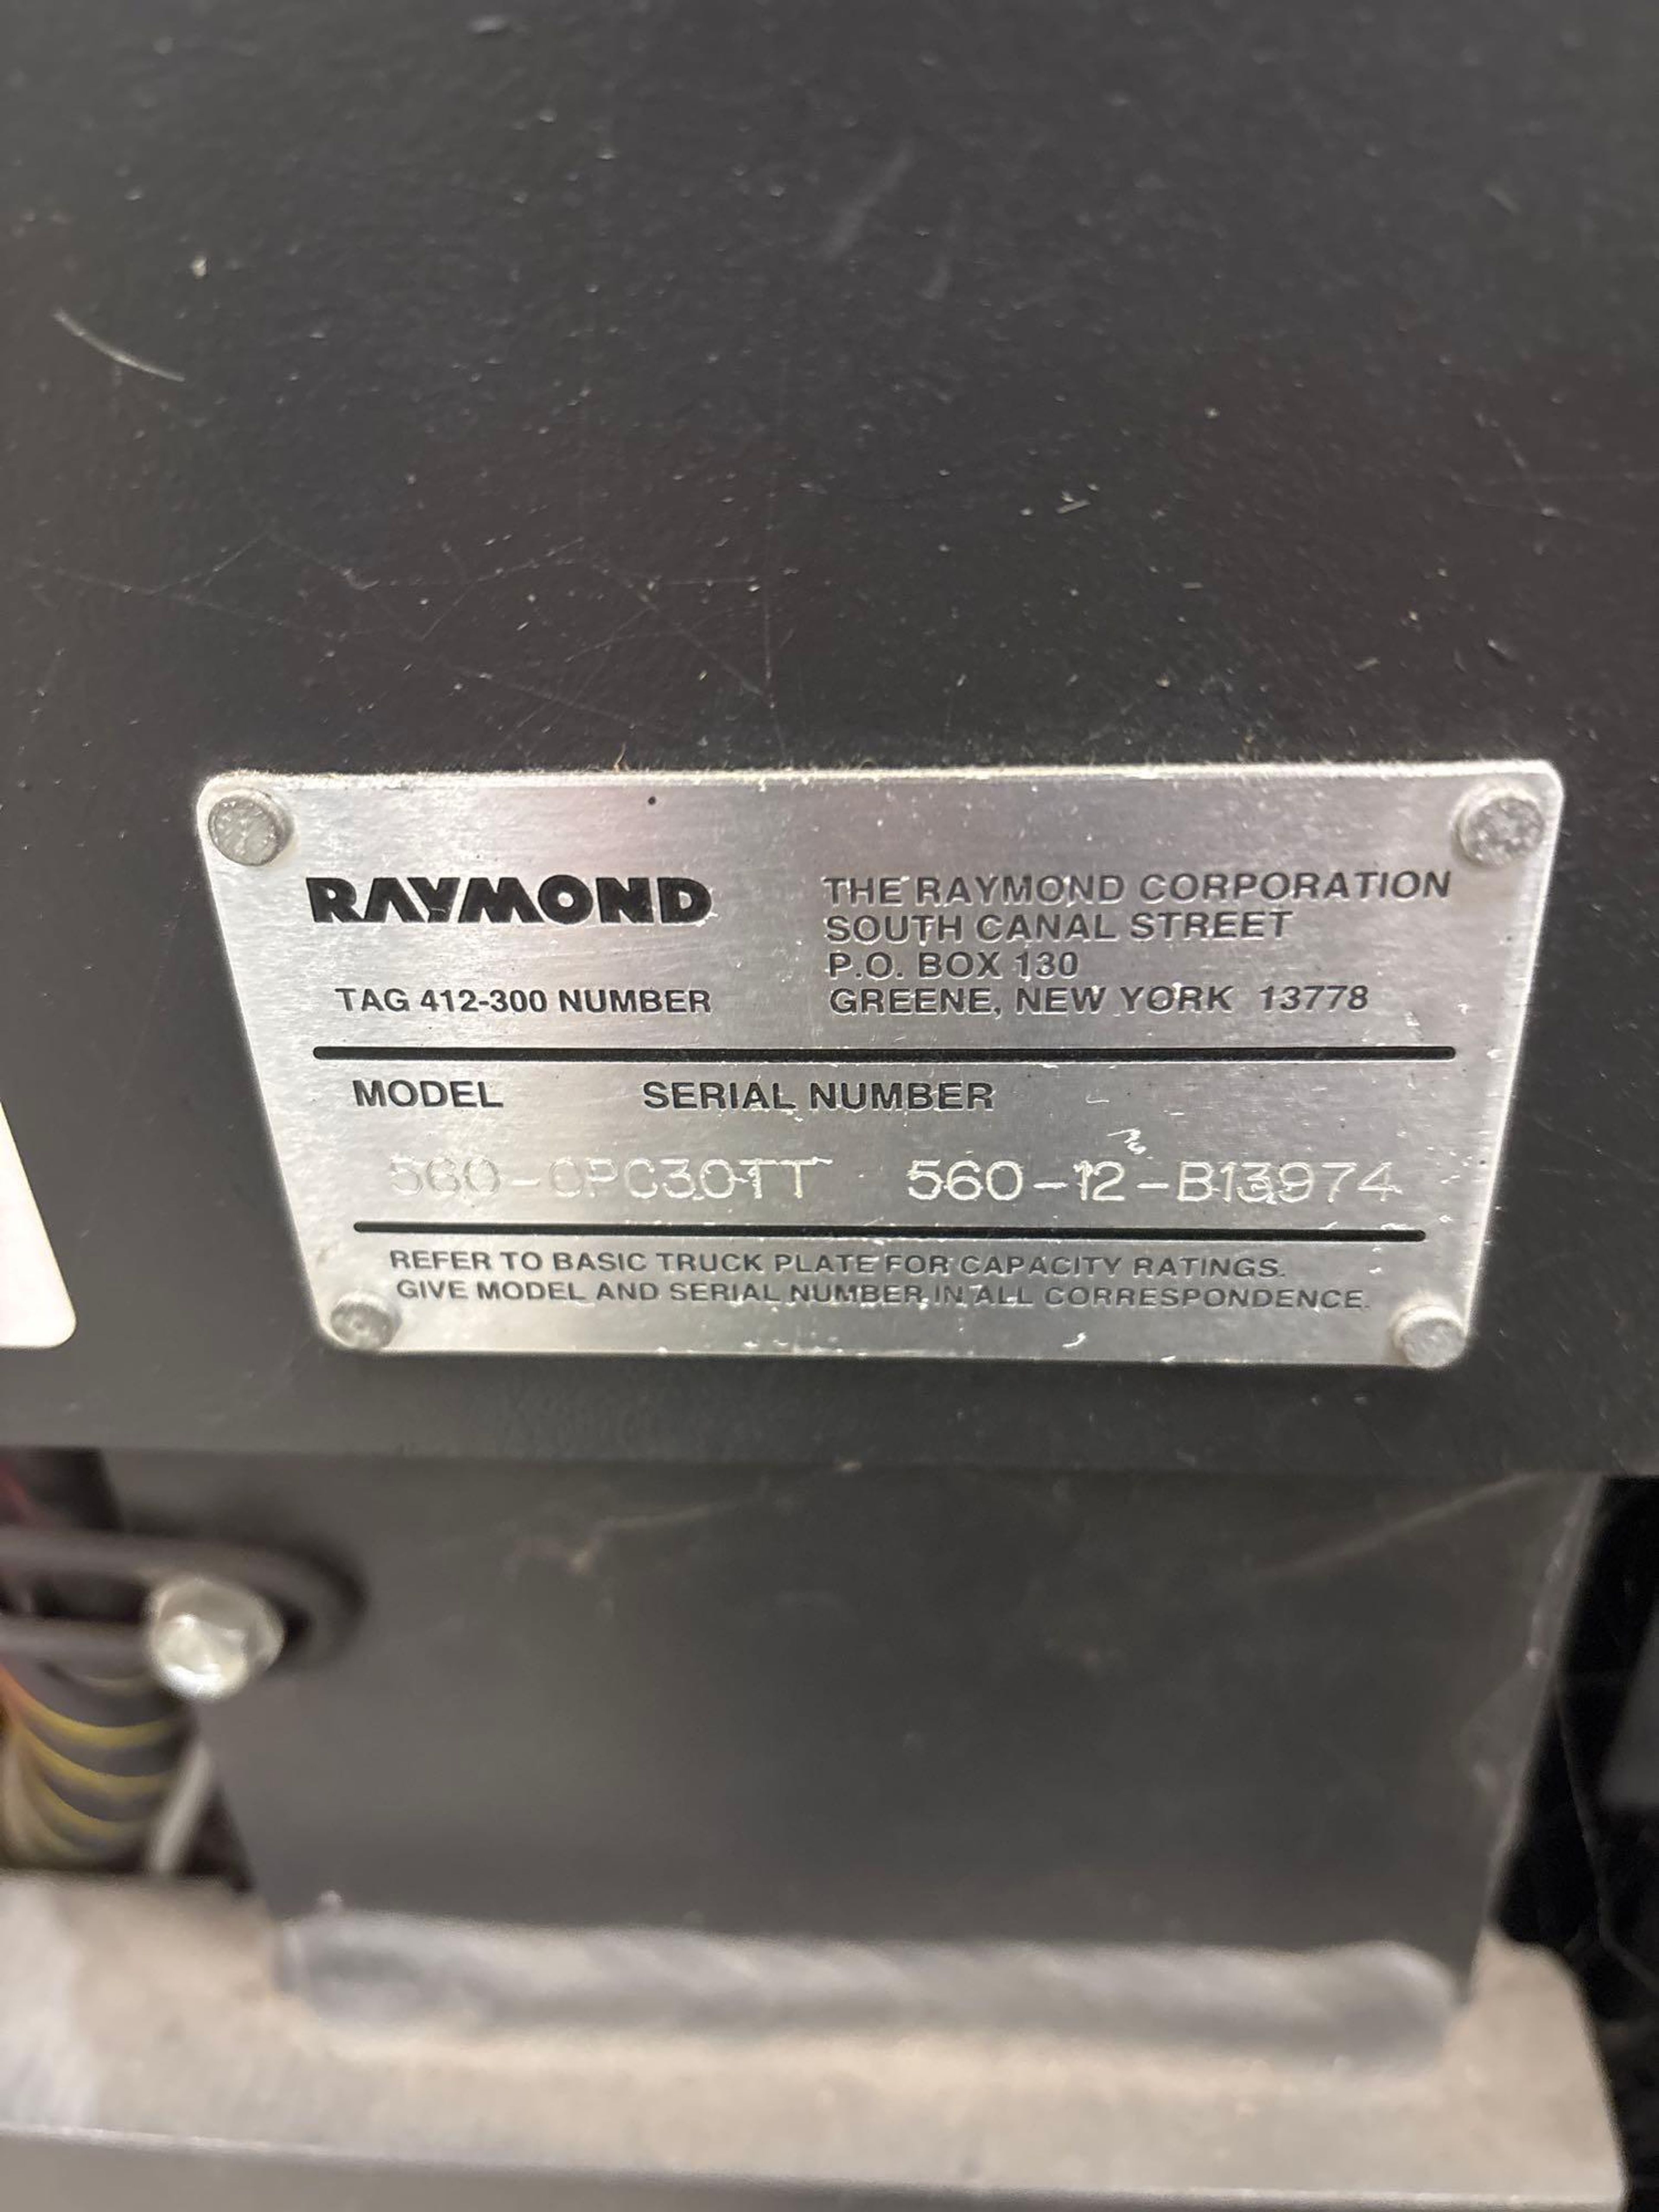 RAYMOND
TAG 412-300 NUMBER
THE RAYMOND CORPORATION
SOUTH CANAL STREET
P.O. BOX 130
GREENE, NEW YORK 13778
MODEL SERIAL NUMBER
560-OPC30TT 560-12-B13974
REFER TO BASIC TRUCK PLATE FOR CAPACITY RATINGS.
GIVE MODEL AND SERIAL NUMBER IN ALL CORRESPONDENCE.